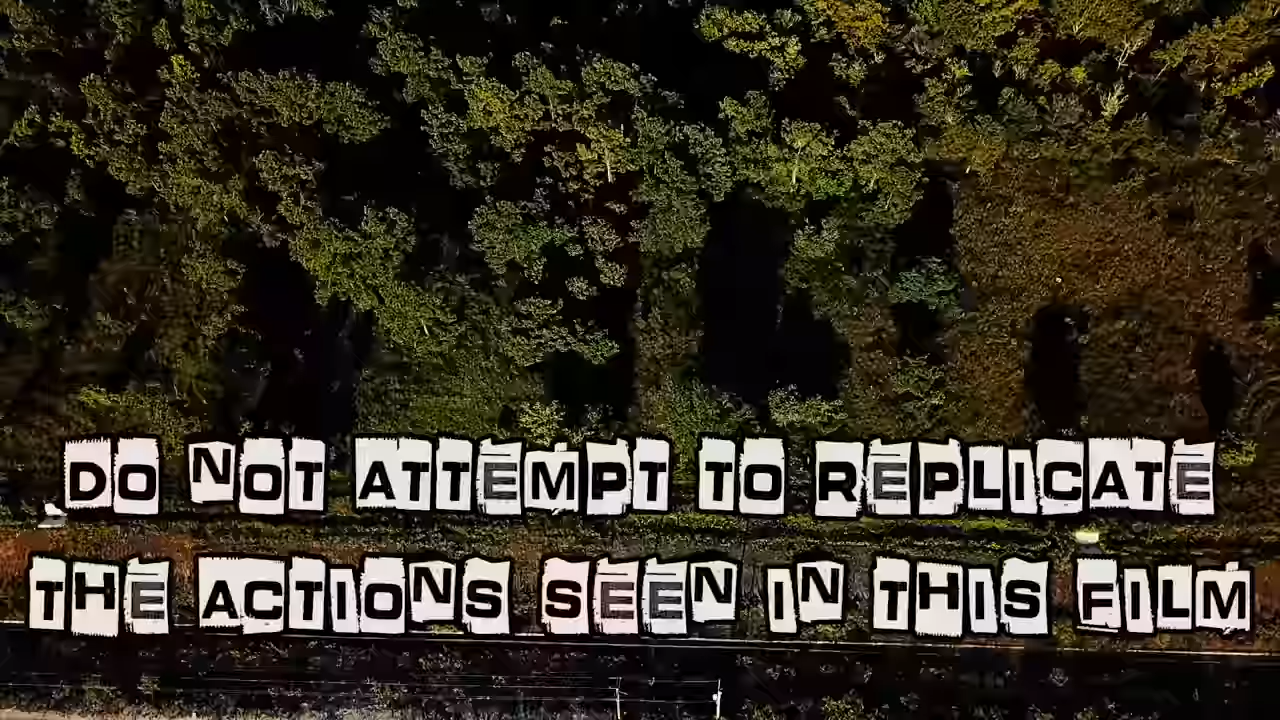 DO NOT ATTEMPT TO REPLICATE
THE ACTIONS SEEN IN THIS FILM